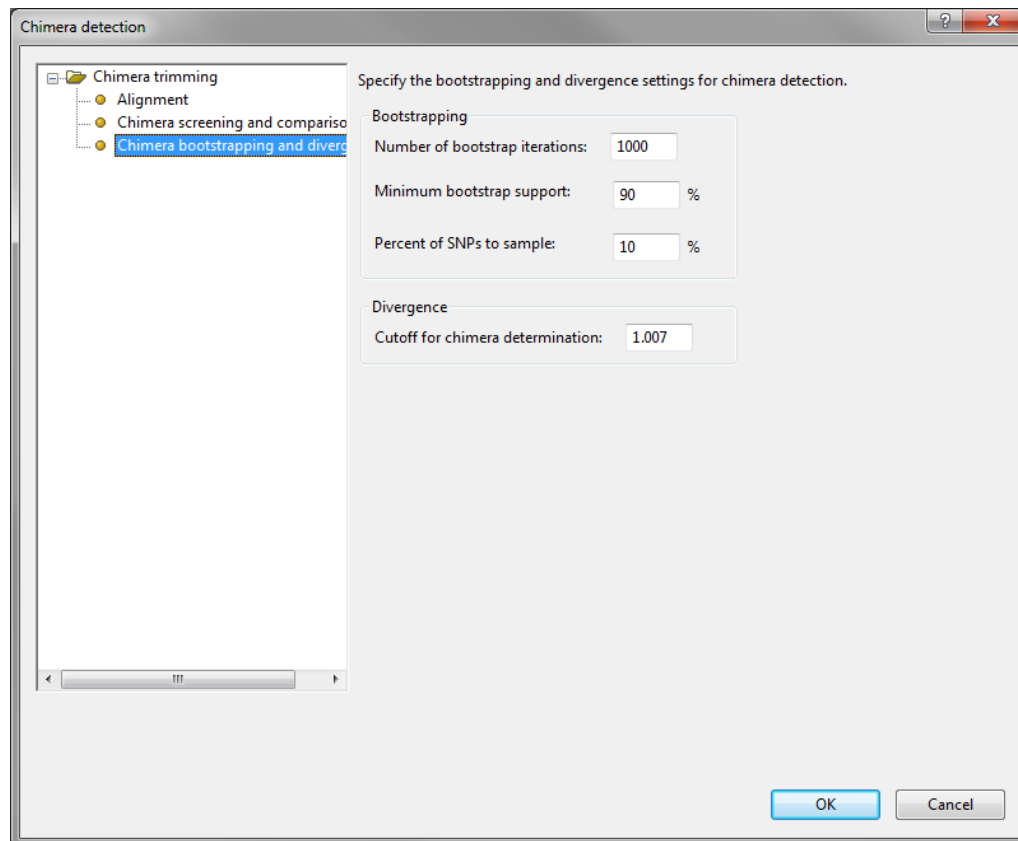 Chimera detection
Chimera trimming
Alignment
Chimera screening and compariso
Chimera bootstrapping and diverg
Specify the bootstrapping and divergence settings for chimera detection.
Bootstrapping
Number of bootstrap iterations: 1000
Minimum bootstrap support: 90 %
Percent of SNPs to sample: 10 %
Divergence
Cutoff for chimera determination: 1.007
OK Cancel